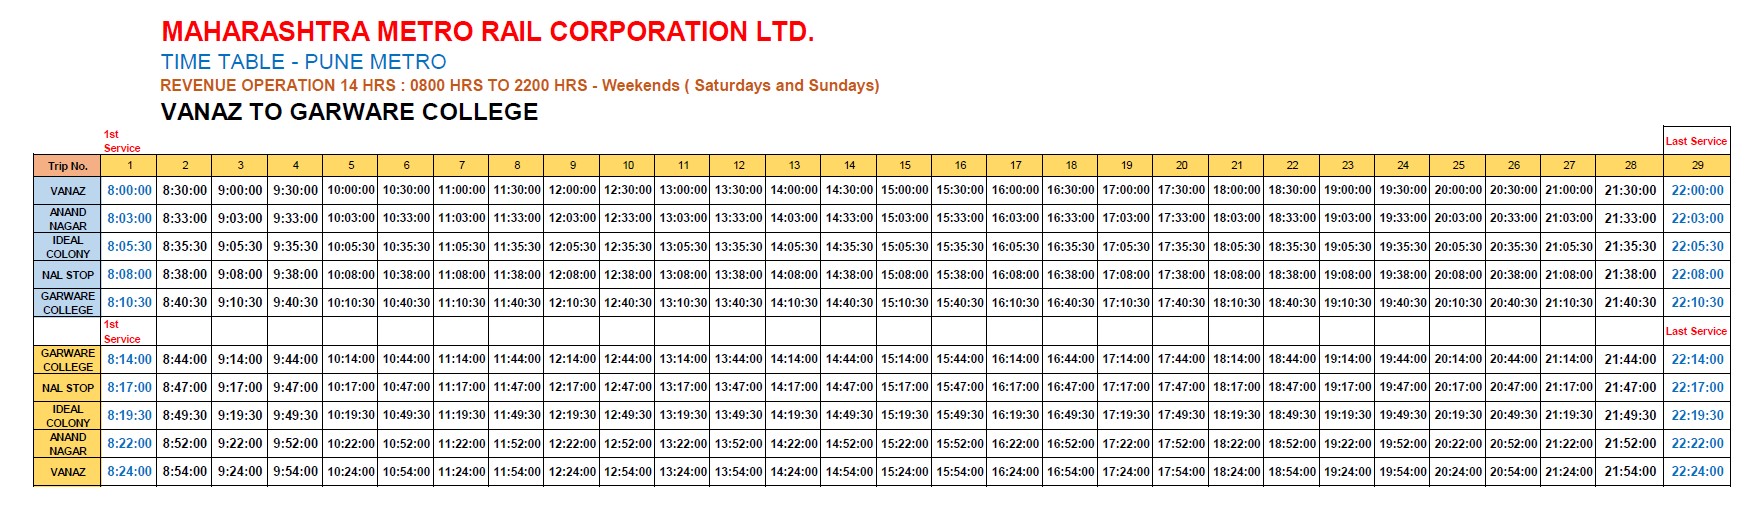 MAHARASHTRA METRO RAIL CORPORATION LTD.
TIME TABLE - PUNE METRO
REVENUE OPERATION 14 HRS : 0800 HRS TO 2200 HRS - Weekends ( Saturdays and Sundays)
VANAZ TO GARWARE COLLEGE
1st Service Last Service
Trip No. 1 2 3 4 5 6 7 8 9 10 11 12 13 14 15 16 17 18 19 20 21 22 23 24 25 26 27 28 29
VANAZ 8:00:00 8:30:00 9:00:00 9:30:00 10:00:00 10:30:00 11:00:00 11:30:00 12:00:00 12:30:00 13:00:00 13:30:00 14:00:00 14:30:00 15:00:00 15:30:00 16:00:00 16:30:00 17:00:00 17:30:00 18:00:00 18:30:00 19:00:00 19:30:00 20:00:00 20:30:00 21:00:00 21:30:00 22:00:00
ANAND NAGAR 8:03:00 8:33:00 9:03:00 9:33:00 10:03:00 10:33:00 11:03:00 11:33:00 12:03:00 12:33:00 13:03:00 13:33:00 14:03:00 14:33:00 15:03:00 15:33:00 16:03:00 16:33:00 17:03:00 17:33:00 18:03:00 18:33:00 19:03:00 19:33:00 20:03:00 20:33:00 21:03:00 21:33:00 22:03:00
IDEAL COLONY 8:05:30 8:35:30 9:05:30 9:35:30 10:05:30 10:35:30 11:05:30 11:35:30 12:05:30 12:35:30 13:05:30 13:35:30 14:05:30 14:35:30 15:05:30 15:35:30 16:05:30 16:35:30 17:05:30 17:35:30 18:05:30 18:35:30 19:05:30 19:35:30 20:05:30 20:35:30 21:05:30 21:35:30 22:05:30
NAL STOP 8:08:00 8:38:00 9:08:00 9:38:00 10:08:00 10:38:00 11:08:00 11:38:00 12:08:00 12:38:00 13:08:00 13:38:00 14:08:00 14:38:00 15:08:00 15:38:00 16:08:00 16:38:00 17:08:00 17:38:00 18:08:00 18:38:00 19:08:00 19:38:00 20:08:00 20:38:00 21:08:00 21:38:00 22:08:00
GARWARE COLLEGE 8:10:30 8:40:30 9:10:30 9:40:30 10:10:30 10:40:30 11:10:30 11:40:30 12:10:30 12:40:30 13:10:30 13:40:30 14:10:30 14:40:30 15:10:30 15:40:30 16:10:30 16:40:30 17:10:30 17:40:30 18:10:30 18:40:30 19:10:30 19:40:30 20:10:30 20:40:30 21:10:30 21:40:30 22:10:30
1st Service Last Service
GARWARE COLLEGE 8:14:00 8:44:00 9:14:00 9:44:00 10:14:00 10:44:00 11:14:00 11:44:00 12:14:00 12:44:00 13:14:00 13:44:00 14:14:00 14:44:00 15:14:00 15:44:00 16:14:00 16:44:00 17:14:00 17:44:00 18:14:00 18:44:00 19:14:00 19:44:00 20:14:00 20:44:00 21:14:00 21:44:00 22:14:00
NAL STOP 8:17:00 8:47:00 9:17:00 9:47:00 10:17:00 10:47:00 11:17:00 11:47:00 12:17:00 12:47:00 13:17:00 13:47:00 14:17:00 14:47:00 15:17:00 15:47:00 16:17:00 16:47:00 17:17:00 17:47:00 18:17:00 18:47:00 19:17:00 19:47:00 20:17:00 20:47:00 21:17:00 21:47:00 22:17:00
IDEAL COLONY 8:19:30 8:49:30 9:19:30 9:49:30 10:19:30 10:49:30 11:19:30 11:49:30 12:19:30 12:49:30 13:19:30 13:49:30 14:19:30 14:49:30 15:19:30 15:49:30 16:19:30 16:49:30 17:19:30 17:49:30 18:19:30 18:49:30 19:19:30 19:49:30 20:19:30 20:49:30 21:19:30 21:49:30 22:19:30
ANAND NAGAR 8:22:00 8:52:00 9:22:00 9:52:00 10:22:00 10:52:00 11:22:00 11:52:00 12:22:00 12:52:00 13:22:00 13:52:00 14:22:00 14:52:00 15:22:00 15:52:00 16:22:00 16:52:00 17:22:00 17:52:00 18:22:00 18:52:00 19:22:00 19:52:00 20:22:00 20:52:00 21:22:00 21:52:00 22:22:00
VANAZ 8:24:00 8:54:00 9:24:00 9:54:00 10:24:00 10:54:00 11:24:00 11:54:00 12:24:00 12:54:00 13:24:00 13:54:00 14:24:00 14:54:00 15:24:00 15:54:00 16:24:00 16:54:00 17:24:00 17:54:00 18:24:00 18:54:00 19:24:00 19:54:00 20:24:00 20:54:00 21:24:00 21:54:00 22:24:00